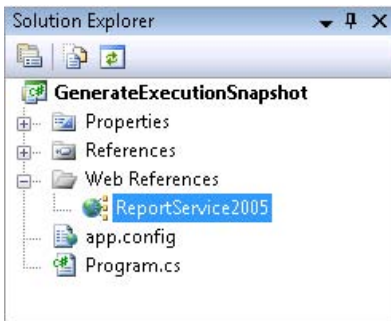 Solution Explorer
GenerateExecutionSnapshot
Properties
References
Web References
ReportService2005
app.config
Program.cs